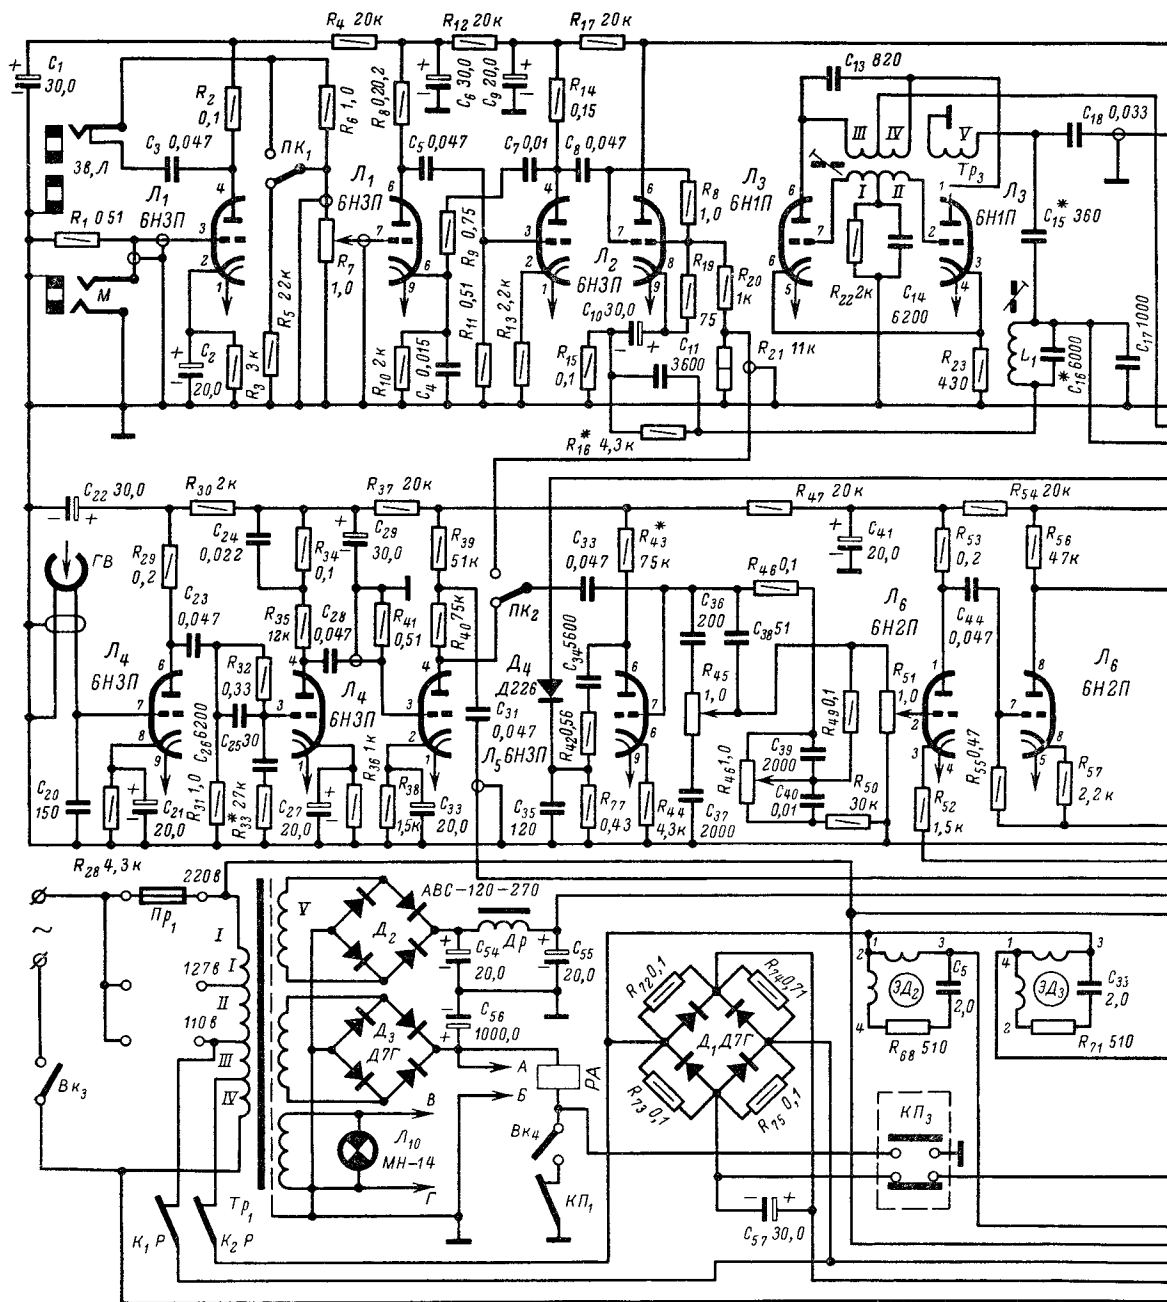 R4 20к
R12 20к
R17 20к
C1
30,0
R2
0,1
R6 1,0
R8 0,20,2
C6 30,0
C9 20,0
R14
0,15
C13 820
C18 0,033
Зв,Л
C3 0,047
ПК1
C5 0,047
C7 0,01
C8 0,047
III
IV
V
Тр3
Л1
6Н3П
Л1
6Н3П
R8
1,0
Л3
6Н1П
I
II
Л3
6Н1П
C15* 360
R1 0,51
R7
1,0
R9 0,75
Л2
6Н3П
R19
75
R20
1к
М
R5 22к
R11 0,51
R13 2,2к
C10 30,0
R22 2к
C14
6200
C2
20,0
R3 3к
R10 2к
C4 0,015
R15
0,1
C11
3600
R21 11к
R23
430
L1
C16* 6000
C17 1000
R16* 4,3к
C22 30,0
R30 2к
R37 20к
R47 20к
R54 20к
ГВ
R29
0,2
C24
0,022
R34
0,1
C29
30,0
R39
51к
C33
0,047
R43*
75к
C41
20,0
R53
0,2
R56
47к
C23
0,047
R35
12к
C28
0,047
R41
0,51
R40 75к
ПК2
R46 0,1
C36
200
C38 51
Л6
6Н2П
C44
0,047
Л4
6Н3П
R32
0,33
Л4
6Н3П
Д4
Д226
C34 5600
R45
1,0
R51
1,0
Л6
6Н2П
C26 6200
C25 30
C31
0,047
Л5 6Н3П
R42 0,56
R48 0,1
C39
2000
C20
150
C21
20,0
R31 1,0
R33* 27к
C27
20,0
R36 1к
R38
1,5к
C33
20,0
C35
120
R77
0,43
R44
4,3к
C37
2000
R46 1,0
C40
0,01
R50
30к
R52
1,5к
R55 0,47
R57
2,2к
R28 4,3к
220в
Пр1
I
I
127в
II
110в
III
IV
V
АВС-120-270
Д2
Др
C54
20,0
C55
20,0
C56
1000,0
Д3
Д7Г
А
Б
РА
В
Л10
МН-14
Г
Вк3
Вк4
КП1
Тр1
К1 Р
К2 Р
R72 0,1
R74 0,71
Д1 Д7Г
R73 0,1
R75 0,1
C57 30,0
ЭД2
C5
2,0
R68 510
ЭД3
C33
2,0
R71 510
КП3